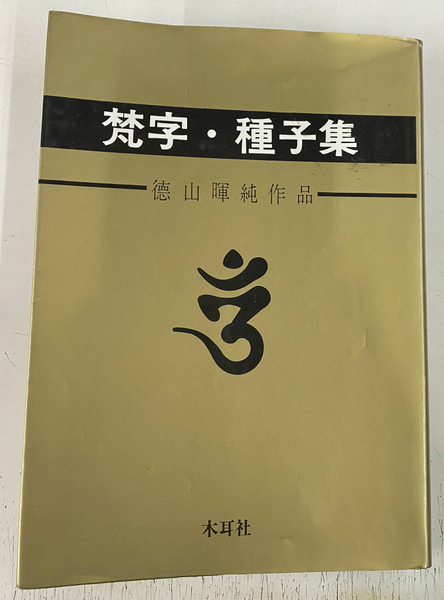 梵字・種子集
徳山暉純作品
ॐ
木耳社